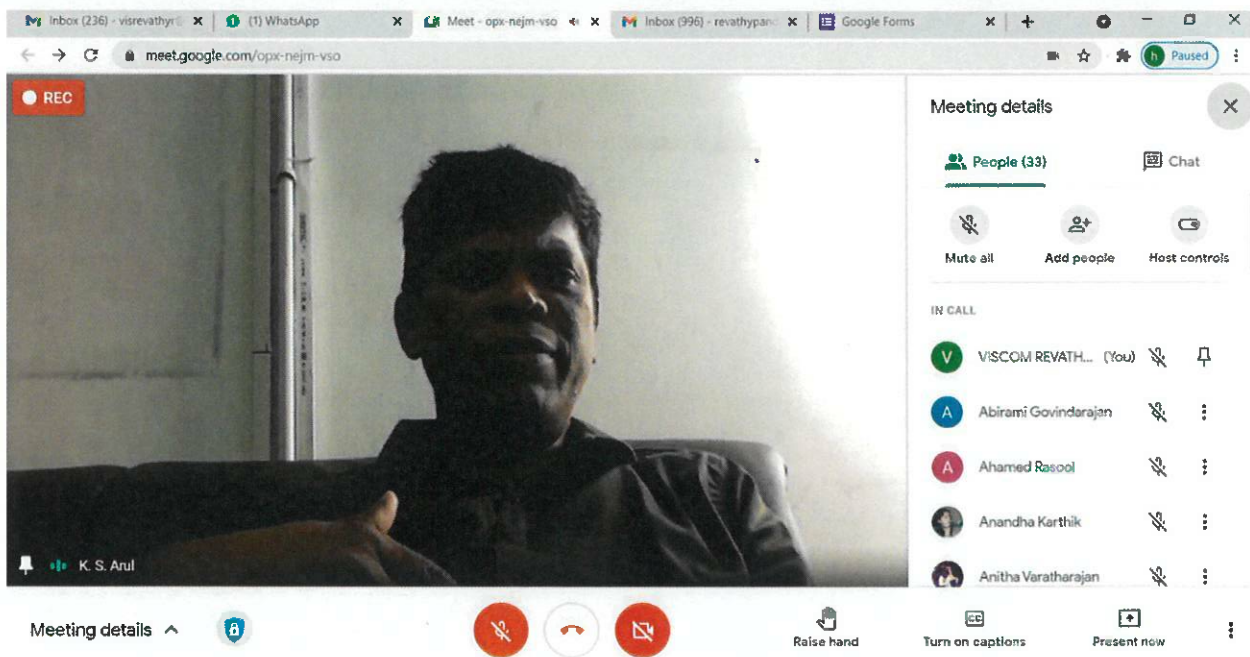 Inbox (236) - visrevathyr
(1) WhatsApp
Meet - opx-nejm-vso
Inbox (996) - revathypan
Google Forms
meet.google.com/opx-nejm-vso
h
Paused
REC
Meeting details
People (33)
Chat
Mute all
Add people
Host controls
IN CALL
V
VISCOM REVATH... (You)
A
Abirami Govindarajan
A
Ahamed Rasool
Anandha Karthik
Anitha Varatharajan
K. S. Arul
Meeting details
Raise hand
CC
Turn on captions
Present now